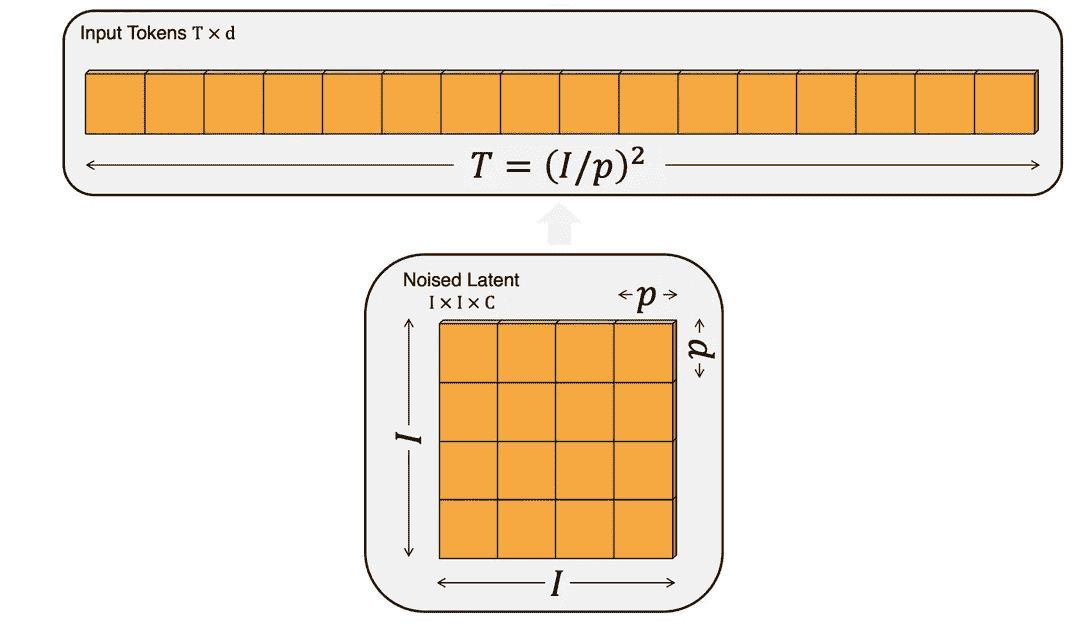 Input Tokens T × d
T = (I/p)²
Noised Latent
I × I × C
p
p
I
I